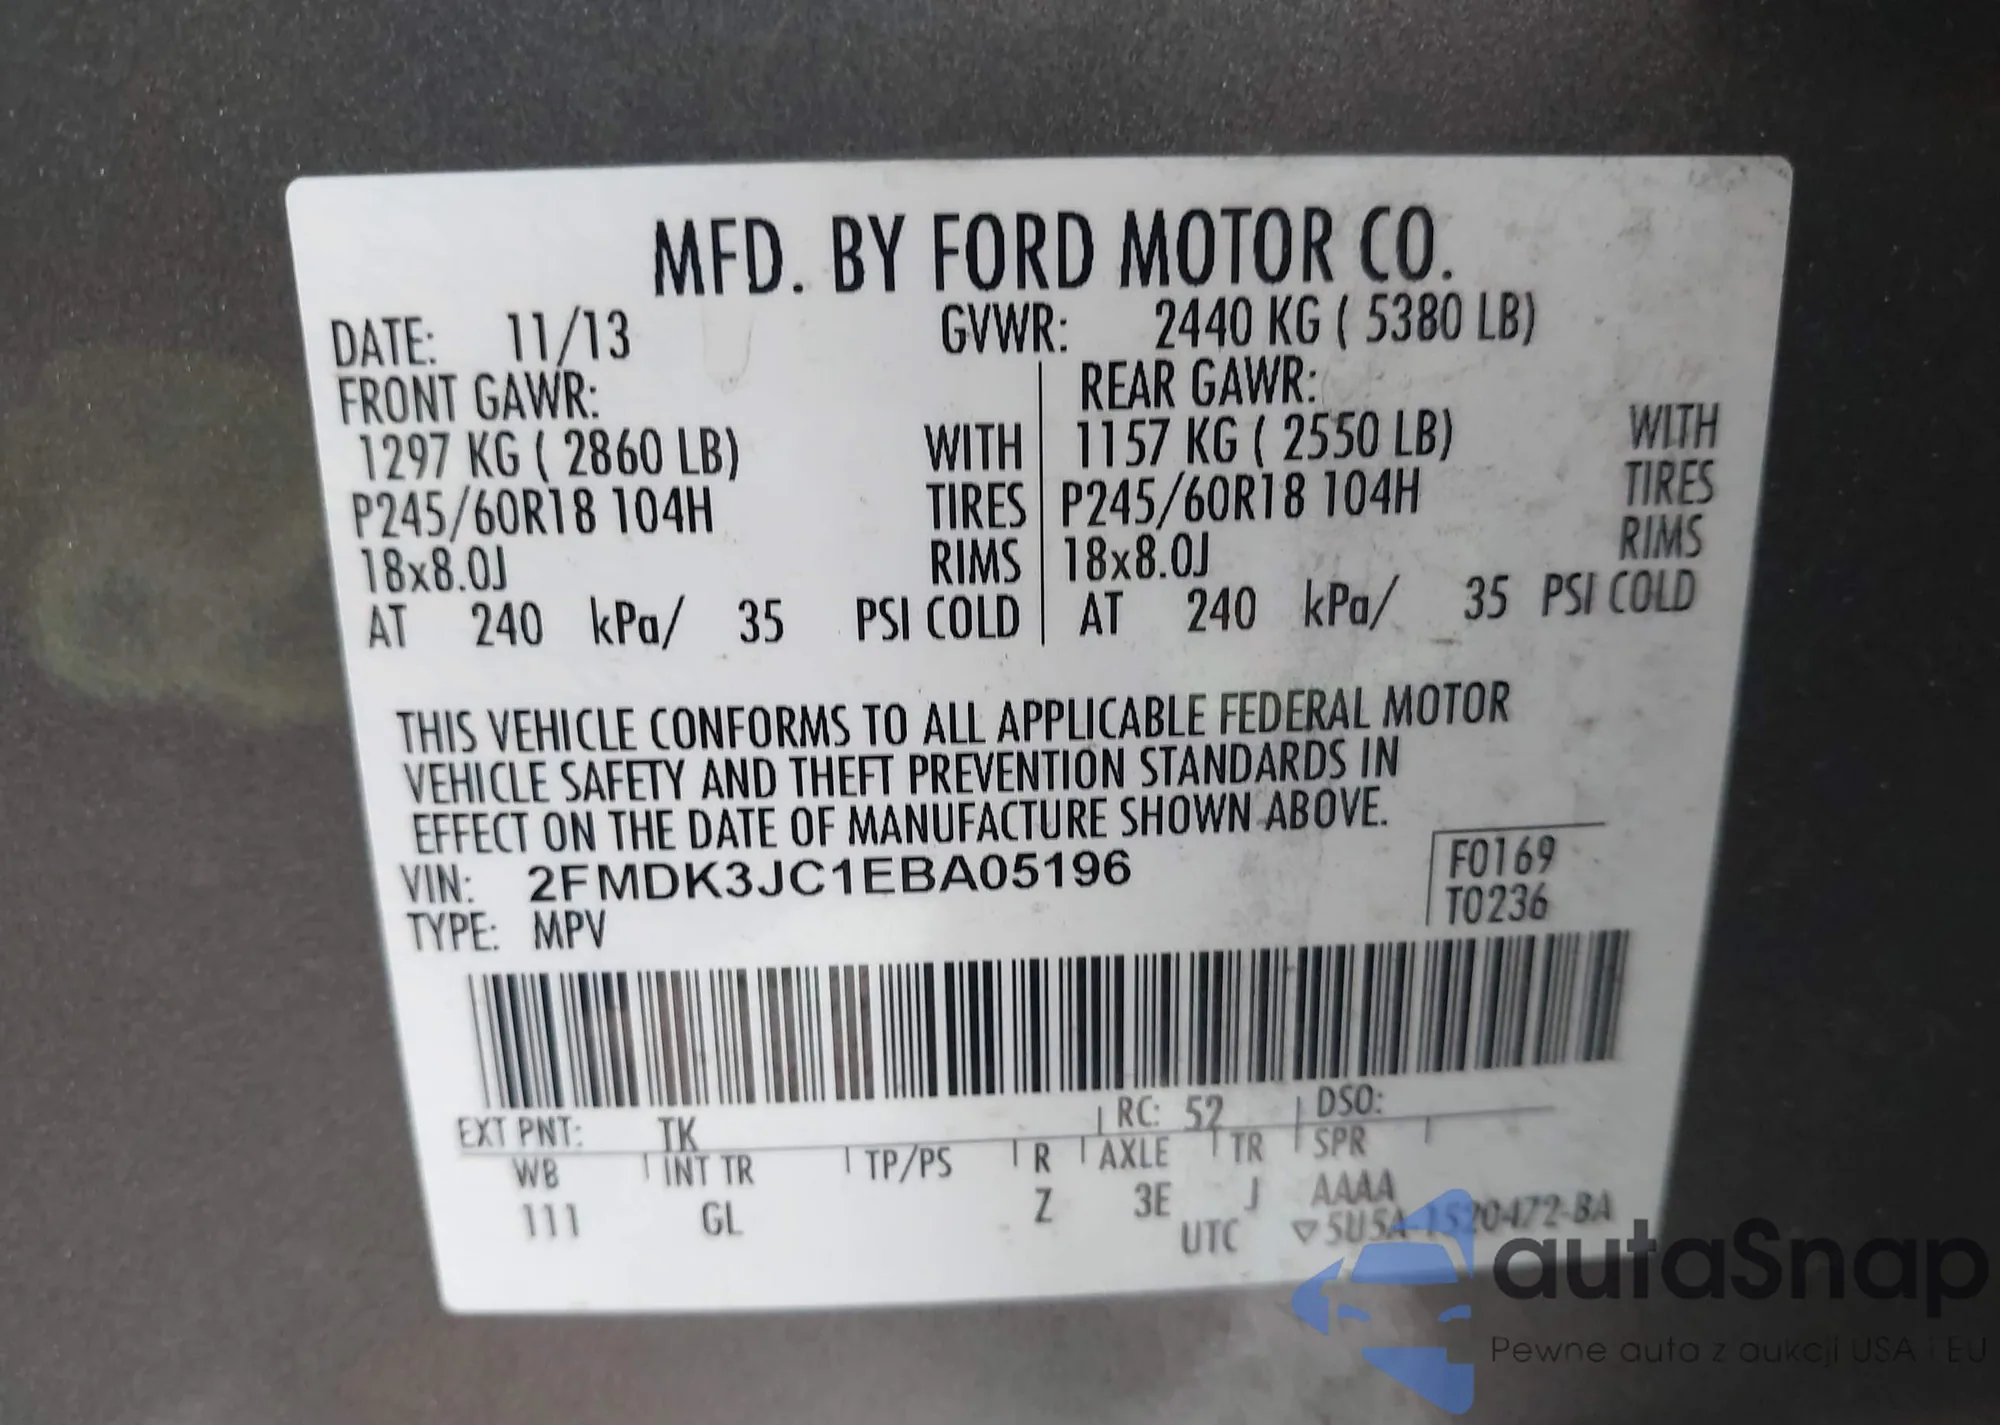 MFD. BY FORD MOTOR CO.
DATE: 11/13 GVWR: 2440 KG ( 5380 LB)
FRONT GAWR: REAR GAWR:
1297 KG ( 2860 LB) WITH 1157 KG ( 2550 LB) WITH
P245/60R18 104H TIRES P245/60R18 104H TIRES
18x8.0J RIMS 18x8.0J RIMS
AT 240 kPa/ 35 PSI COLD AT 240 kPa/ 35 PSI COLD
THIS VEHICLE CONFORMS TO ALL APPLICABLE FEDERAL MOTOR
VEHICLE SAFETY AND THEFT PREVENTION STANDARDS IN
EFFECT ON THE DATE OF MANUFACTURE SHOWN ABOVE.
VIN: 2FMDK3JC1EBA05196 F0169
TYPE: MPV T0236
EXT PNT: TK RC: 52 DSO:
WB INT TR TP/PS R AXLE TR SPR
111 GL Z 3E J AAAA
UTC ▽5U5A-1520472-BA
autaSnap
Pewne auta z aukcji USA i EU